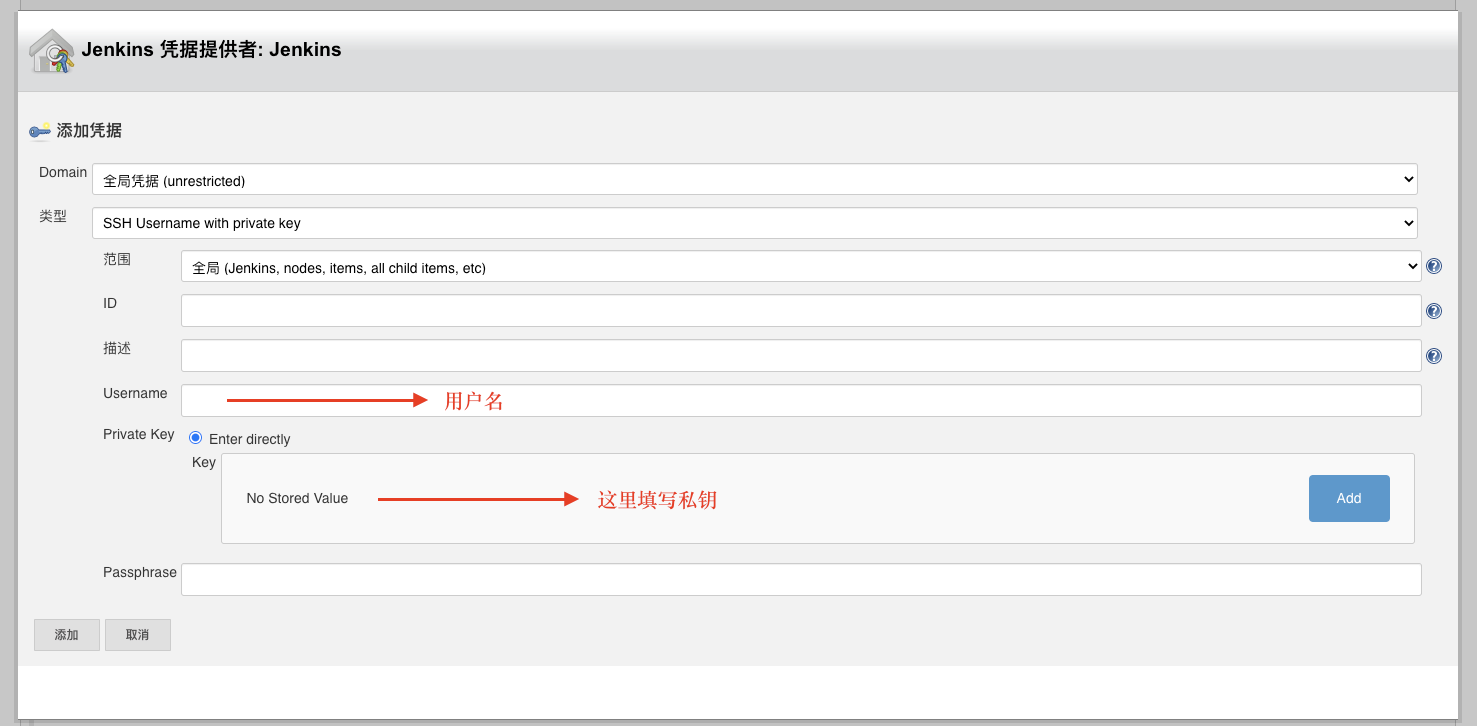 Jenkins 凭据提供者: Jenkins
添加凭据
Domain 全局凭据 (unrestricted)
类型 SSH Username with private key
范围 全局 (Jenkins, nodes, items, all child items, etc)
ID
描述
Username 用户名
Private Key Enter directly
Key
No Stored Value 这里填写私钥 Add
Passphrase
添加 取消